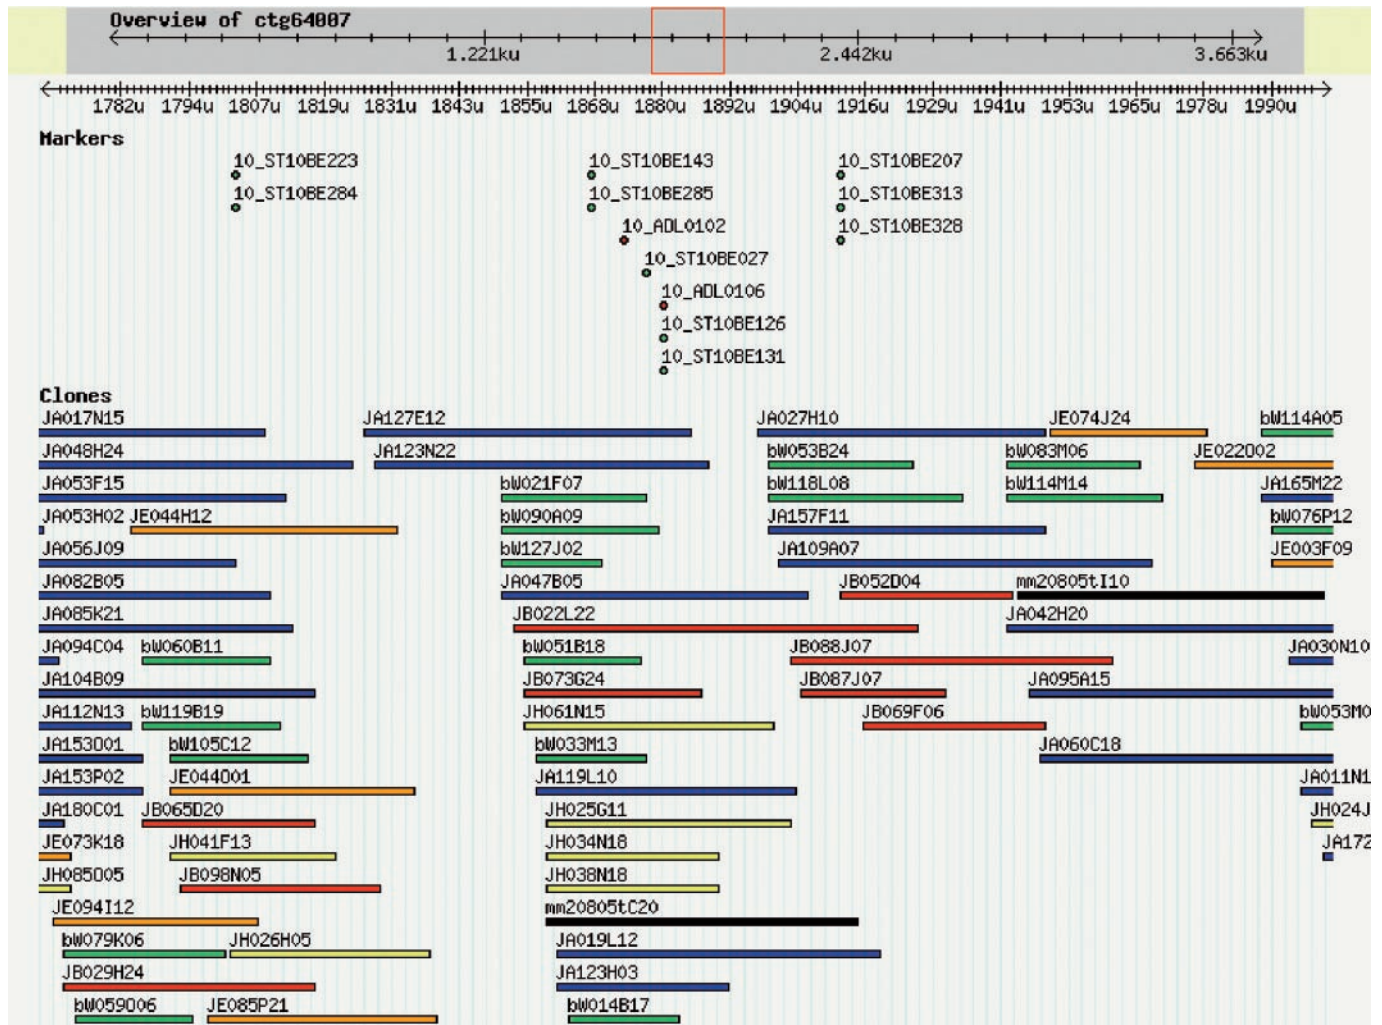 Overview of ctg64007
1.221ku 2.442ku 3.663ku
1782u 1794u 1807u 1819u 1831u 1843u 1855u 1868u 1880u 1892u 1904u 1916u 1929u 1941u 1953u 1965u 1978u 1990u
Markers
10_ST10BE223 10_ST10BE143 10_ST10BE207
10_ST10BE284 10_ST10BE285 10_ST10BE313
10_ADL0102 10_ST10BE328
10_ST10BE027
10_ADL0106
10_ST10BE126
10_ST10BE131
Clones
JA017N15 JA127E12 JA027H10 JE074J24 bW114A05
JA048H24 JA123N22 bW053B24 bW083M06 JE022O02
JA053F15 bW021F07 bW118L08 bW114M14 JA165M22
JA053H02 JE044H12 bW090A09 JA157F11 bW076P12
JA056J09 bW127J02 JA109A07 JE003F09
JA082B05 JA047B05 JB052D04 mm20805tI10
JA085K21 JB022L22 JA042H20
JA094C04 bW060B11 bW051B18 JB088J07 JA030N10
JA104B09 JB073G24 JB087J07 JA095A15
JA112N13 bW119B19 JH061N15 JB069F06 bW053M0
JA153O01 bW105C12 bW033M13 JA060C18
JA153P02 JE044O01 JA119L10 JA011N1
JA180C01 JB065D20 JH025G11 JH024J
JE073K18 JH041F13 JH034N18 JA172
JH085O05 JB098N05 JH038N18
JE094I12 mm20805tC20
bW079K06 JH026H05 JA019L12
JB029H24 JA123H03
bW059O06 JE085P21 bW014B17